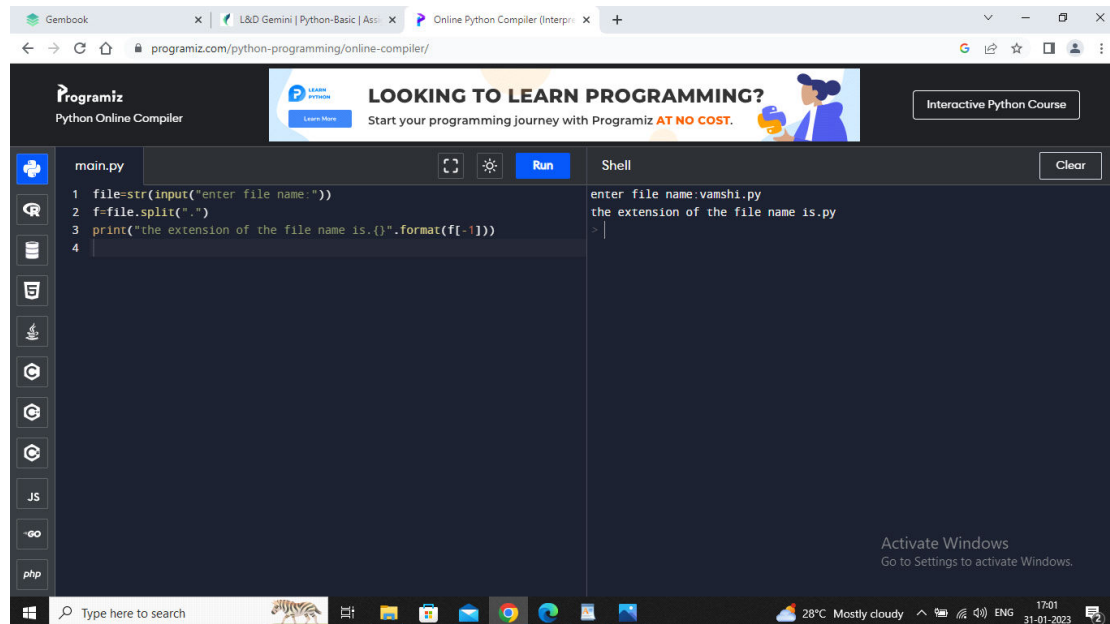 Gembook
L&D Gemini | Python-Basic | Assi
Online Python Compiler (Interpre
programiz.com/python-programming/online-compiler/
Programiz
Python Online Compiler
LEARN
PYTHON
Learn More
LOOKING TO LEARN PROGRAMMING?
Start your programming journey with Programiz AT NO COST.
Interactive Python Course
main.py
Run
Shell
Clear
1 file=str(input("enter file name:"))
2 f=file.split(".")
3 print("the extension of the file name is.{}".format(f[-1]))
4
enter file name:vamshi.py
the extension of the file name is.py
>
JS
GO
php
Activate Windows
Go to Settings to activate Windows.
Type here to search
28°C Mostly cloudy
ENG
17:01
31-01-2023
2